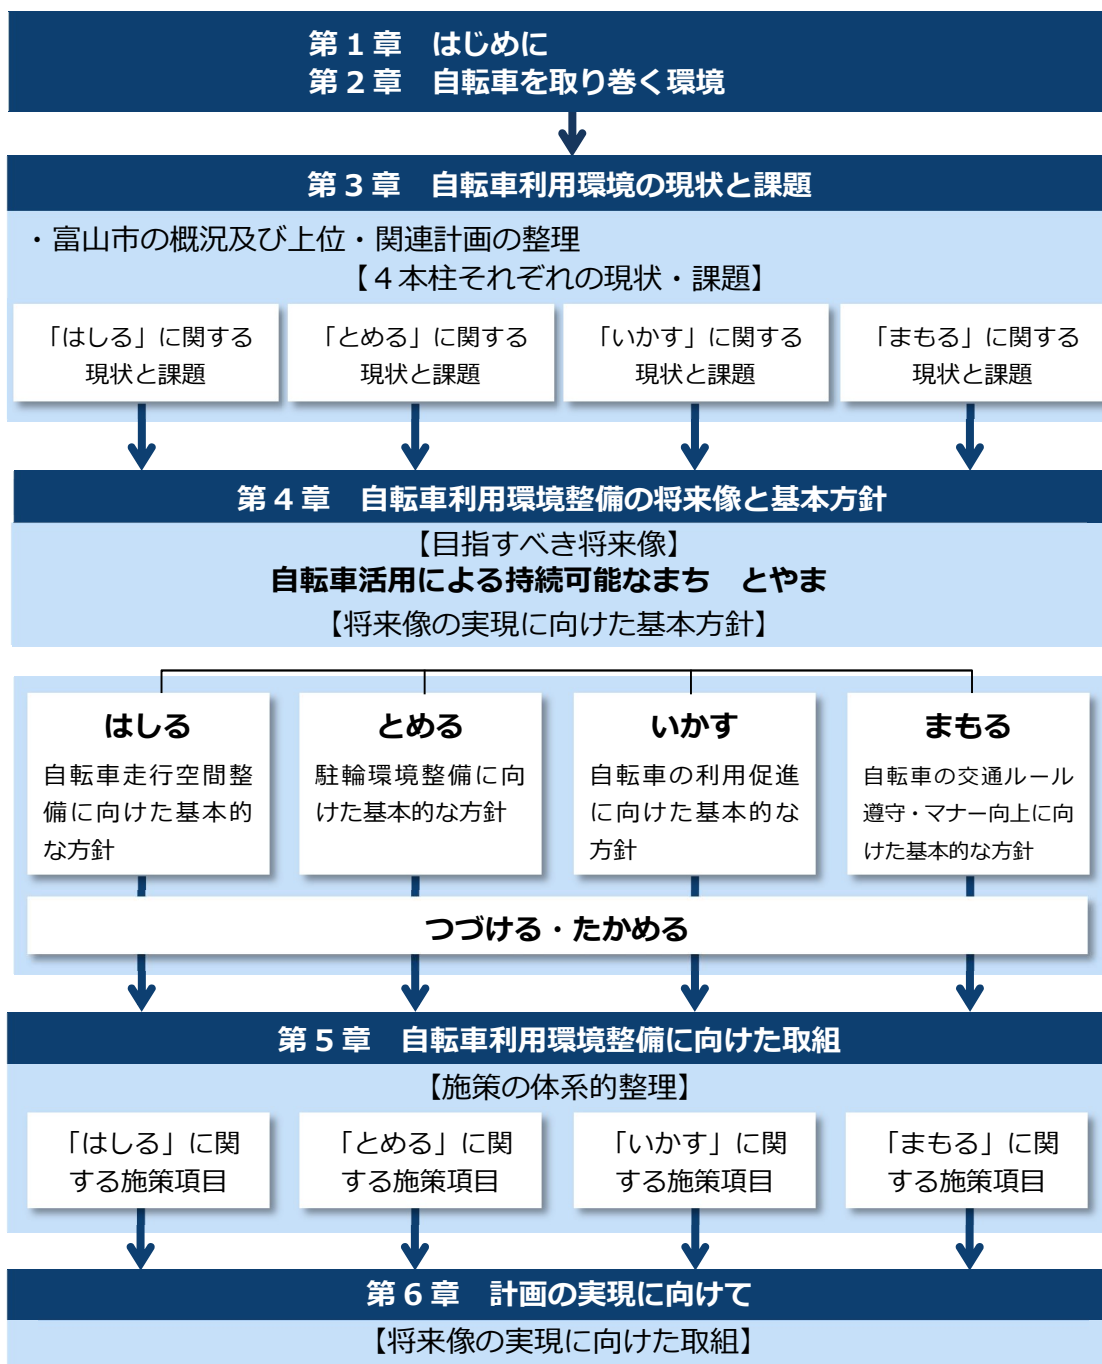 第１章　はじめに
第２章　自転車を取り巻く環境
第３章　自転車利用環境の現状と課題
・富山市の概況及び上位・関連計画の整理
【４本柱それぞれの現状・課題】
「はしる」に関する
現状と課題
「とめる」に関する
現状と課題
「いかす」に関する
現状と課題
「まもる」に関する
現状と課題
第４章　自転車利用環境整備の将来像と基本方針
【目指すべき将来像】
自転車活用による持続可能なまち　とやま
【将来像の実現に向けた基本方針】
はしる
自転車走行空間整
備に向けた基本的
な方針
とめる
駐輪環境整備に向
けた基本的な方針
いかす
自転車の利用促進
に向けた基本的な
方針
まもる
自転車の交通ルール
遵守・マナー向上に向
けた基本的な方針
つづける・たかめる
第５章　自転車利用環境整備に向けた取組
【施策の体系的整理】
「はしる」に関
する施策項目
「とめる」に関
する施策項目
「いかす」に関
する施策項目
「まもる」に関
する施策項目
第６章　計画の実現に向けて
【将来像の実現に向けた取組】